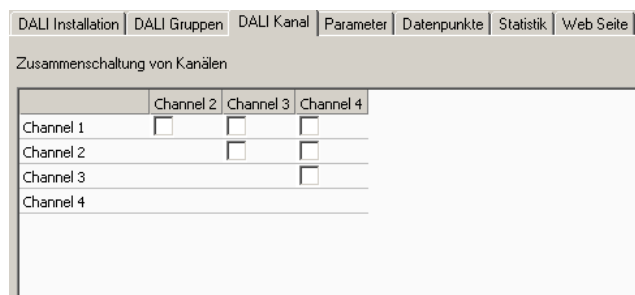 DALI Installation DALI Gruppen DALI Kanal Parameter Datenpunkte Statistik Web Seite
Zusammenschaltung von Kanälen
Channel 2 Channel 3 Channel 4
Channel 1
Channel 2
Channel 3
Channel 4